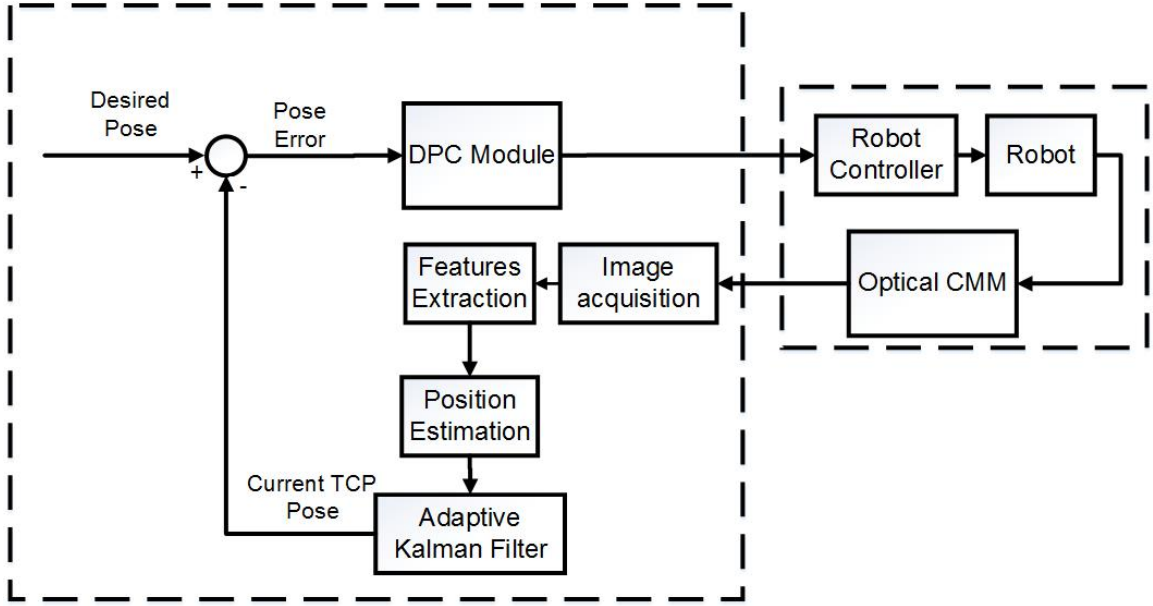 Desired
Pose
+
-
Pose
Error
DPC Module
Robot
Controller
Robot
Features
Extraction
Image
acquisition
Optical CMM
Position
Estimation
Current TCP
Pose
Adaptive
Kalman Filter